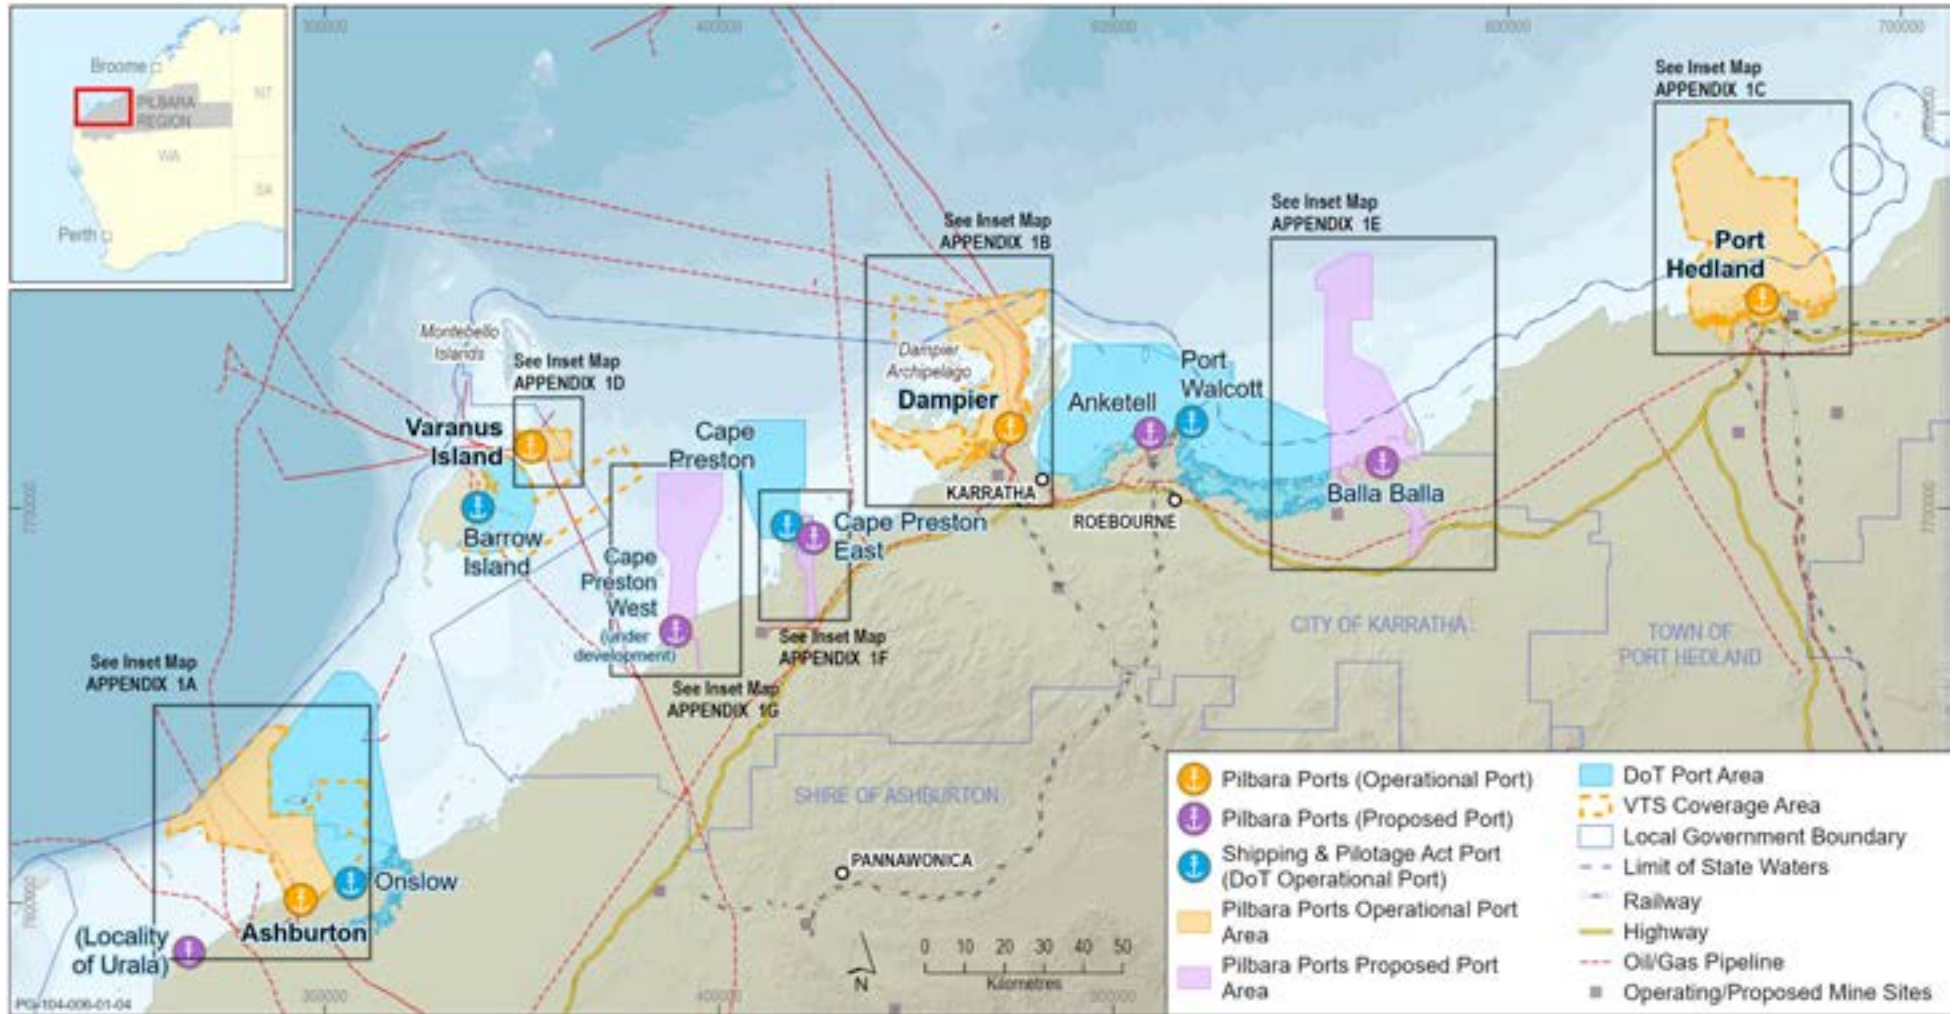 Broome
PILBARA
REGION
NT
WA
SA
Perth
300000
400000
500000
600000
700000
See Inset Map
APPENDIX 1C
Port
Hedland
See Inset Map
APPENDIX 1E
See Inset Map
APPENDIX 1B
Dampier
Archipelago
Dampier
Port
Walcott
Anketell
KARRATHA
ROEBOURNE
Balla Balla
Montebello
Islands
See Inset Map
APPENDIX 1D
Varanus
Island
Barrow
Island
Cape
Preston
Cape Preston
East
Cape
Preston
West
(under
development)
See Inset Map
APPENDIX 1F
See Inset Map
APPENDIX 1G
See Inset Map
APPENDIX 1A
7700000
7700000
CITY OF KARRATHA
TOWN OF
PORT HEDLAND
SHIRE OF ASHBURTON
PANNAWONICA
Onslow
Ashburton
(Locality
of Urala)
7600000
300000
400000
500000
PG-104-006-01-04
N
0 10 20 30 40 50
Kilometres
Pilbara Ports (Operational Port)
Pilbara Ports (Proposed Port)
Shipping & Pilotage Act Port
(DoT Operational Port)
Pilbara Ports Operational Port
Area
Pilbara Ports Proposed Port
Area
DoT Port Area
VTS Coverage Area
Local Government Boundary
Limit of State Waters
Railway
Highway
Oil/Gas Pipeline
Operating/Proposed Mine Sites